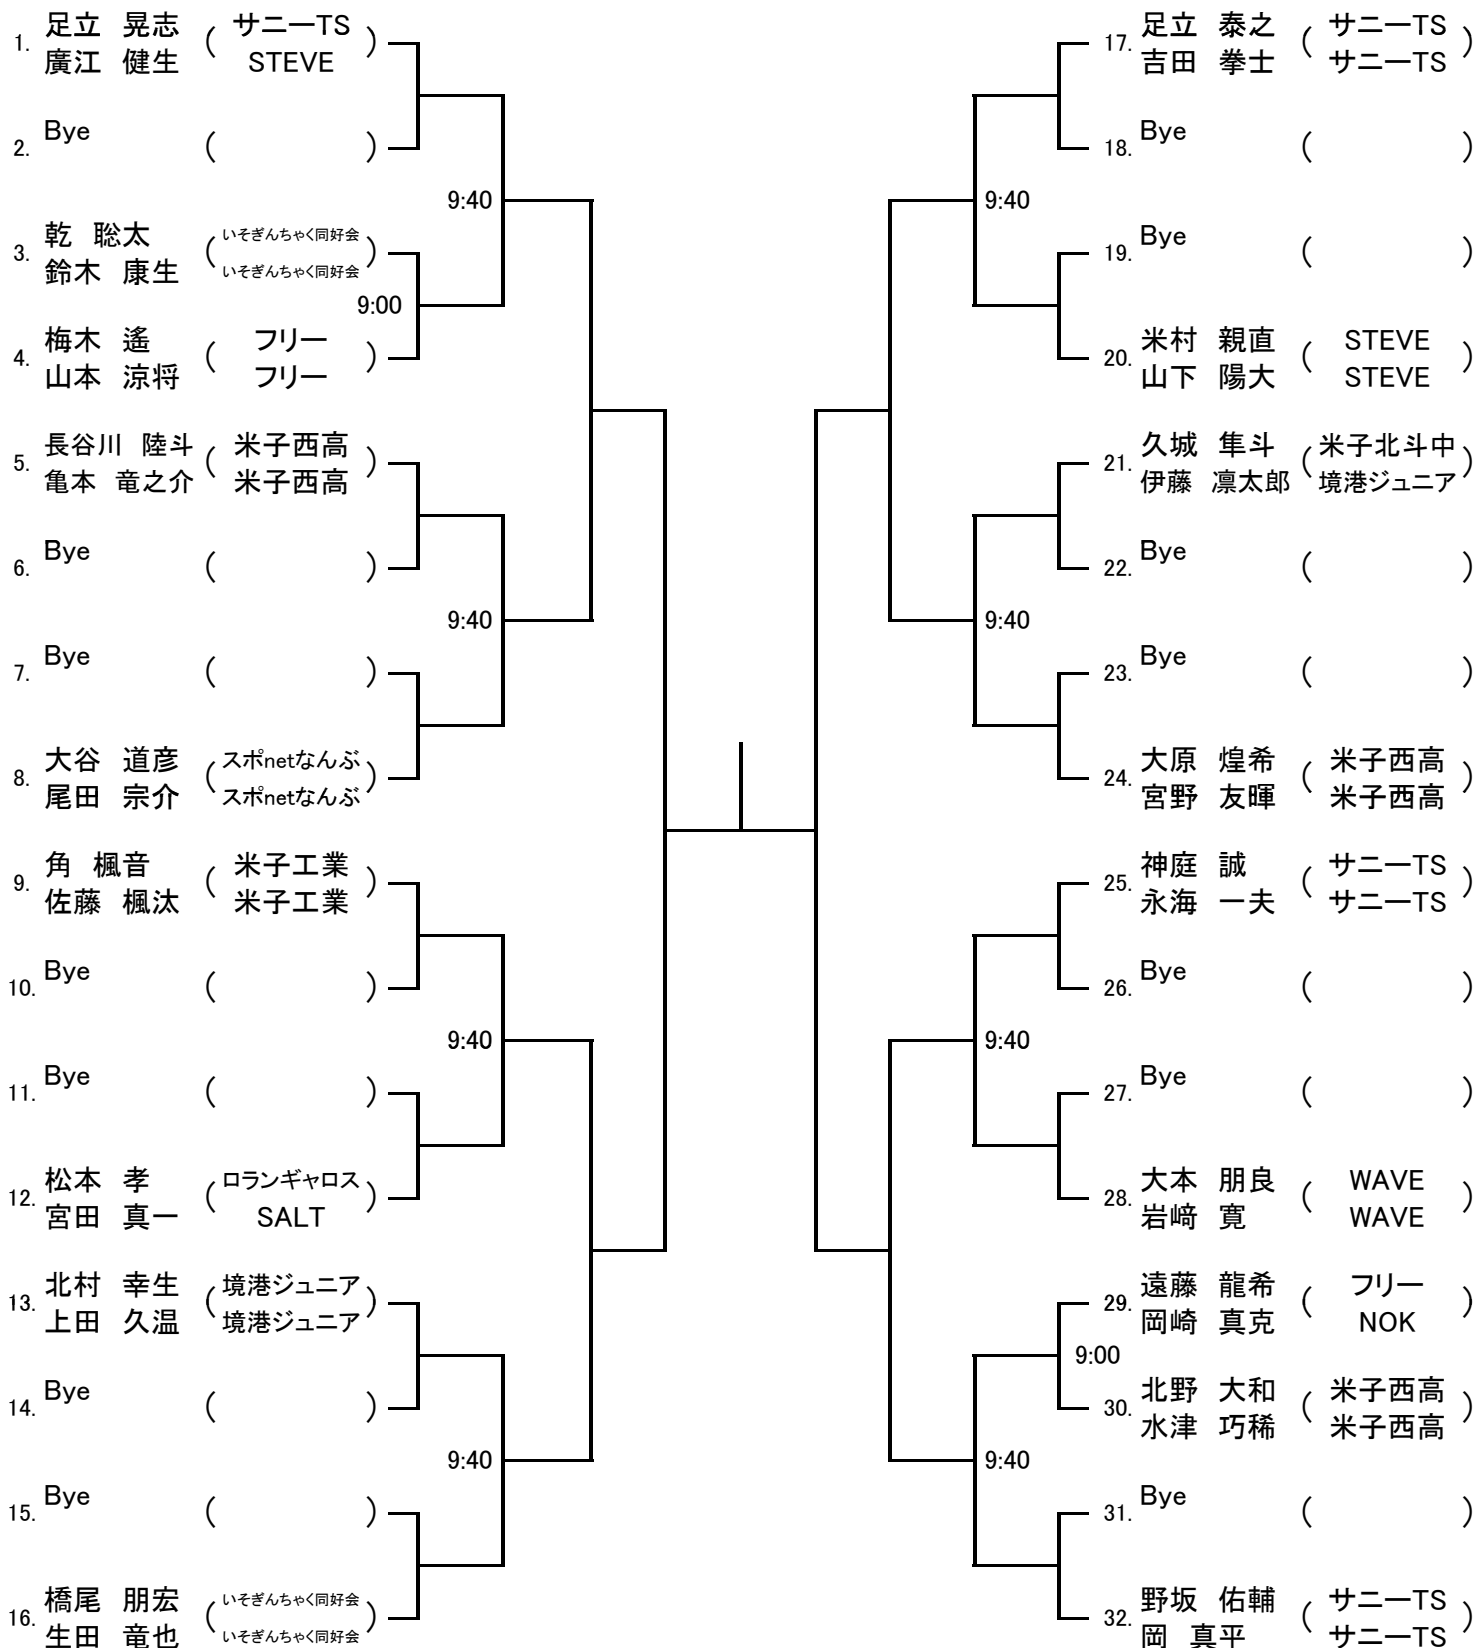 1. 足立 晃志 ( サニーTS )
廣江 健生 STEVE
2. Bye ( )
9:40
3. 乾 聡太 ( いそぎんちゃく同好会 )
鈴木 康生 いそぎんちゃく同好会
9:00
4. 梅木 遙 ( フリー )
山本 涼将 フリー
5. 長谷川 陸斗 ( 米子西高 )
亀本 竜之介 米子西高
6. Bye ( )
9:40
7. Bye ( )
8. 大谷 道彦 ( スポnetなんぶ )
尾田 宗介 スポnetなんぶ
9. 角 楓音 ( 米子工業 )
佐藤 楓汰 米子工業
10. Bye ( )
9:40
11. Bye ( )
12. 松本 孝 ( ロランギャロス )
宮田 真一 SALT
13. 北村 幸生 ( 境港ジュニア )
上田 久温 境港ジュニア
14. Bye ( )
9:40
15. Bye ( )
16. 橋尾 朋宏 ( いそぎんちゃく同好会 )
生田 竜也 いそぎんちゃく同好会
17. 足立 泰之 ( サニーTS )
吉田 拳士 サニーTS
18. Bye ( )
9:40
19. Bye ( )
20. 米村 親直 ( STEVE )
山下 陽大 STEVE
21. 久城 隼斗 ( 米子北斗中 )
伊藤 凛太郎 境港ジュニア
22. Bye ( )
9:40
23. Bye ( )
24. 大原 煌希 ( 米子西高 )
宮野 友暉 米子西高
25. 神庭 誠 ( サニーTS )
永海 一夫 サニーTS
26. Bye ( )
9:40
27. Bye ( )
28. 大本 朋良 ( WAVE )
岩﨑 寛 WAVE
29. 遠藤 龍希 ( フリー )
岡崎 真克 NOK
9:00
30. 北野 大和 ( 米子西高 )
水津 巧稀 米子西高
9:40
31. Bye ( )
32. 野坂 佑輔 ( サニーTS )
岡 真平 サニーTS